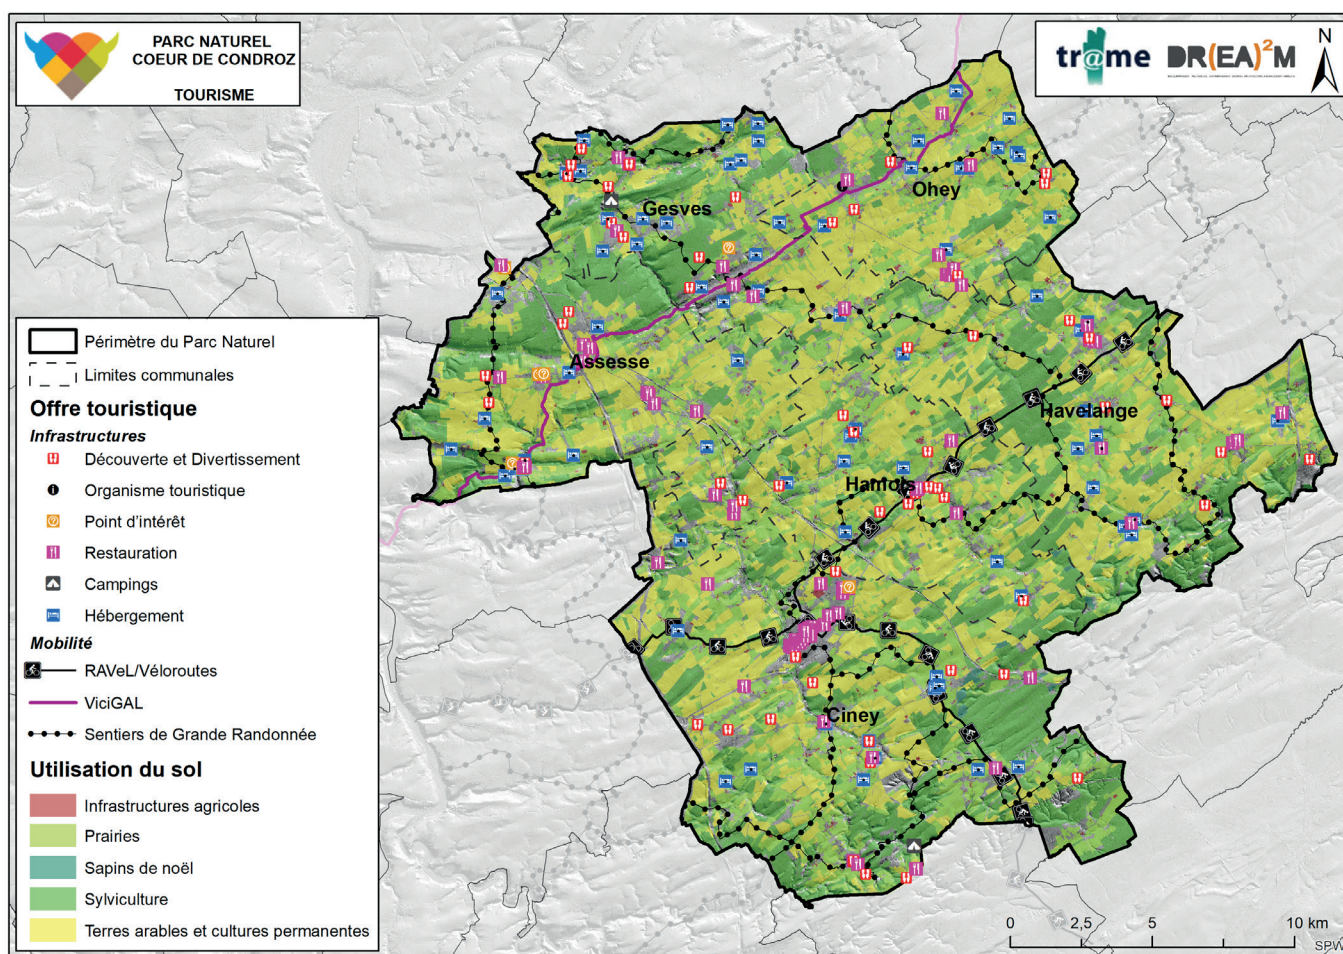 PARC NATUREL
COEUR DE CONDROZ
TOURISME
tr@me
DR(EA)²M
N
Ohey
Gesves
Assesse
Havelange
Hamois
Ciney
Périmètre du Parc Naturel
Limites communales
Offre touristique
Infrastructures
Découverte et Divertissement
Organisme touristique
Point d'intérêt
Restauration
Campings
Hébergement
Mobilité
RAVeL/Véloroutes
ViciGAL
Sentiers de Grande Randonnée
Utilisation du sol
Infrastructures agricoles
Prairies
Sapins de noël
Sylviculture
Terres arables et cultures permanentes
0 2,5 5 10 km
SPW